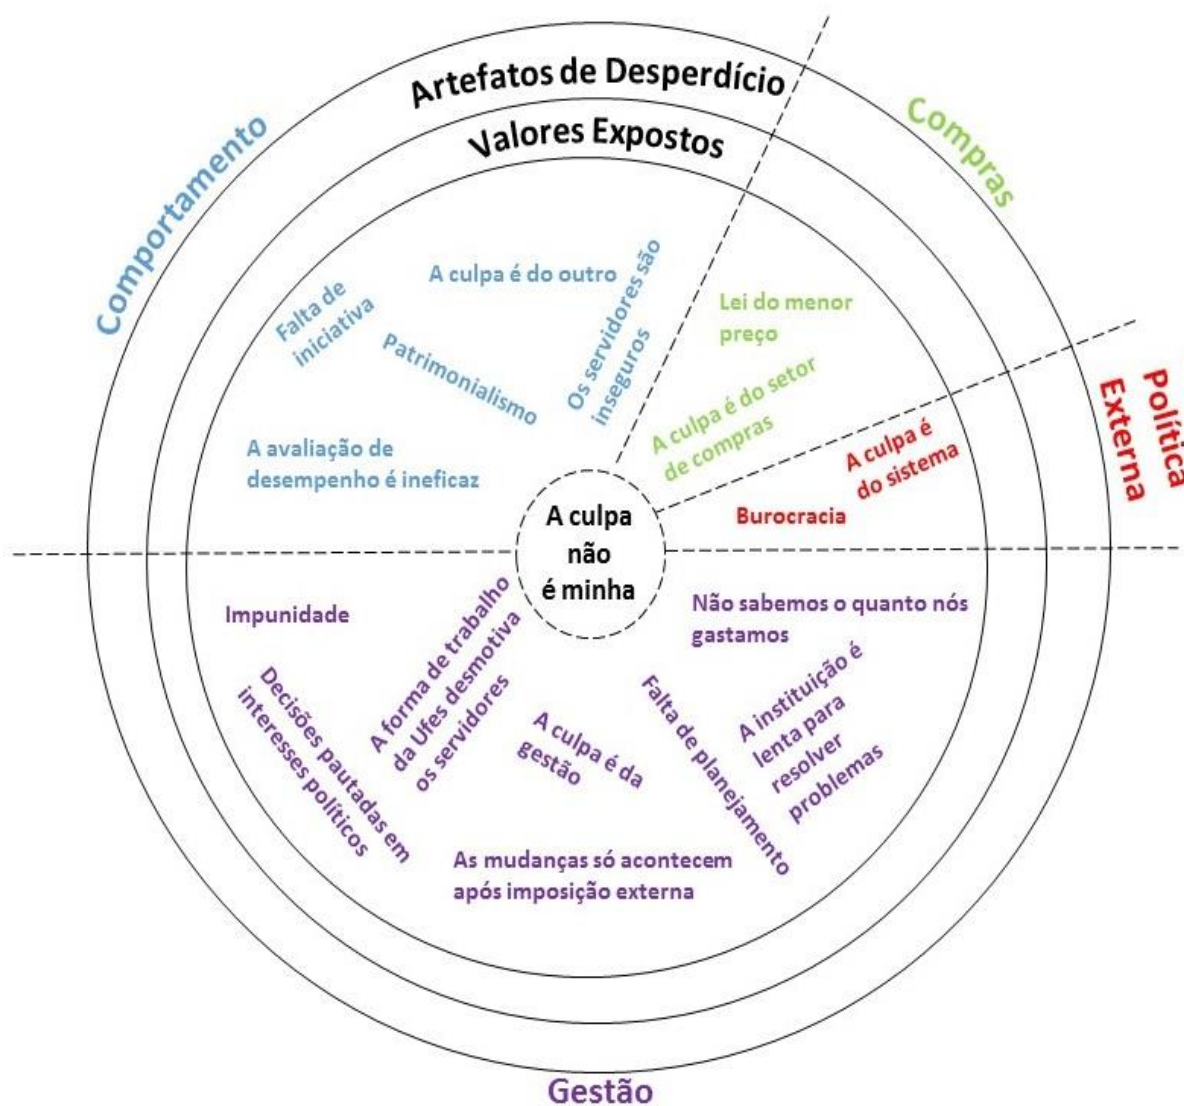 Artefatos de Desperdício
Valores Expostos
Comportamento
A culpa é do outro
Falta de
iniciativa
Patrimonialismo
Os servidores são
inseguros
A avaliação de
desempenho é ineficaz
Compras
Lei do menor
preço
A culpa é do setor
de compras
Política
Externa
A culpa é
do sistema
Burocracia
A culpa
não
é minha
Impunidade
Decisões pautadas em
interesses políticos
A forma de trabalho
da Ufes desmotiva
os servidores
A culpa é da
gestão
As mudanças só acontecem
após imposição externa
Falta de planejamento
A instituição é
lenta para
resolver
problemas
Não sabemos o quanto nós
gastamos
Gestão